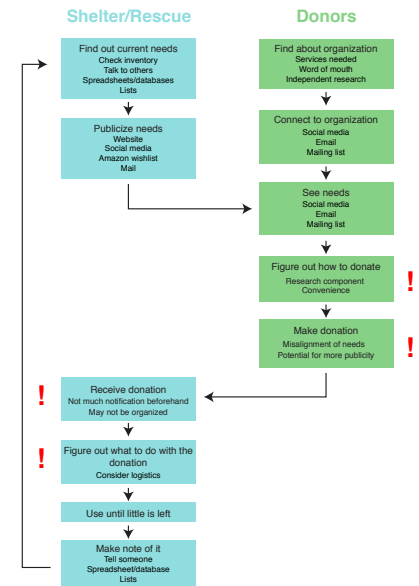 Shelter/Rescue
Find out current needs
Check inventory
Talk to others
Spreadsheets/databases
Lists
Publicize needs
Website
Social media
Amazon wishlist
Mail
Donors
Find about organization
Services needed
Word of mouth
Independent research
Connect to organization
Social media
Email
Mailing list
See needs
Social media
Email
Mailing list
Figure out how to donate
Research component
Convenience
!
Make donation
Misalignment of needs
Potential for more publicity
!
!
Receive donation
Not much notification beforehand
May not be organized
!
Figure out what to do with the
donation
Consider logistics
Use until little is left
Make note of it
Tell someone
Spreadsheet/database
Lists